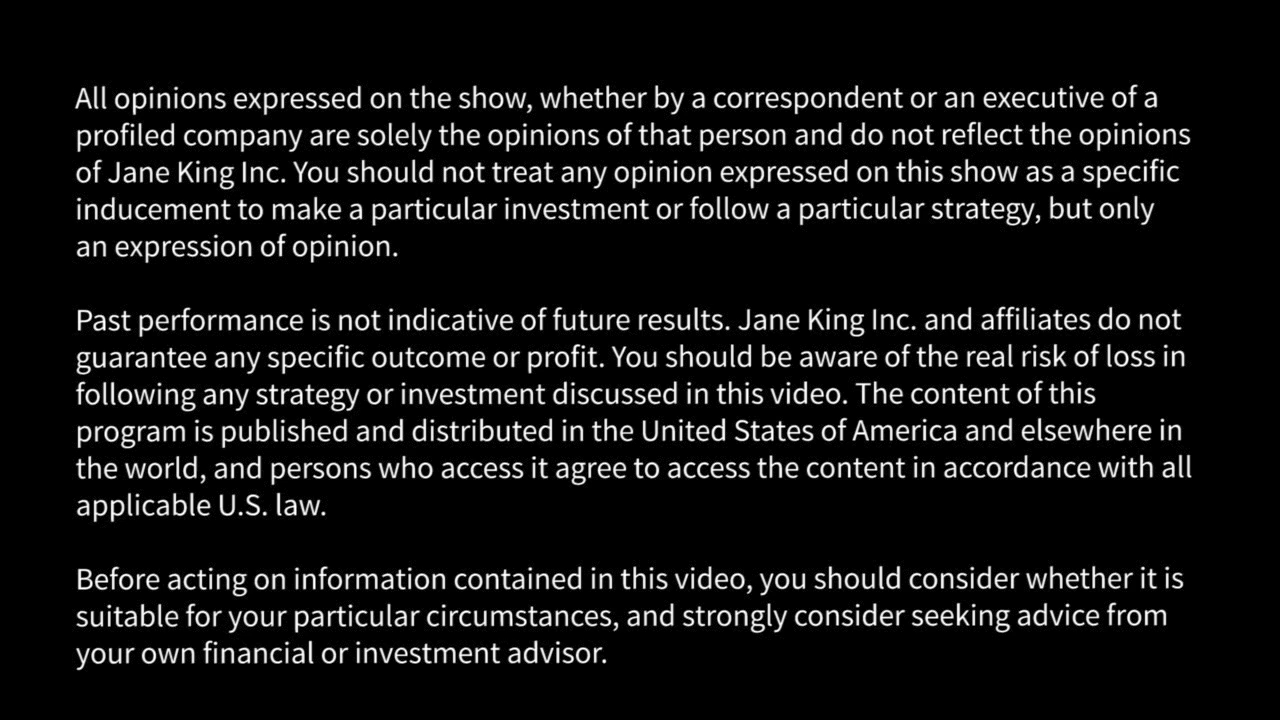 All opinions expressed on the show, whether by a correspondent or an executive of a
profiled company are solely the opinions of that person and do not reflect the opinions
of Jane King Inc. You should not treat any opinion expressed on this show as a specific
inducement to make a particular investment or follow a particular strategy, but only
an expression of opinion.
Past performance is not indicative of future results. Jane King Inc. and affiliates do not
guarantee any specific outcome or profit. You should be aware of the real risk of loss in
following any strategy or investment discussed in this video. The content of this
program is published and distributed in the United States of America and elsewhere in
the world, and persons who access it agree to access the content in accordance with all
applicable U.S. law.
Before acting on information contained in this video, you should consider whether it is
suitable for your particular circumstances, and strongly consider seeking advice from
your own financial or investment advisor.